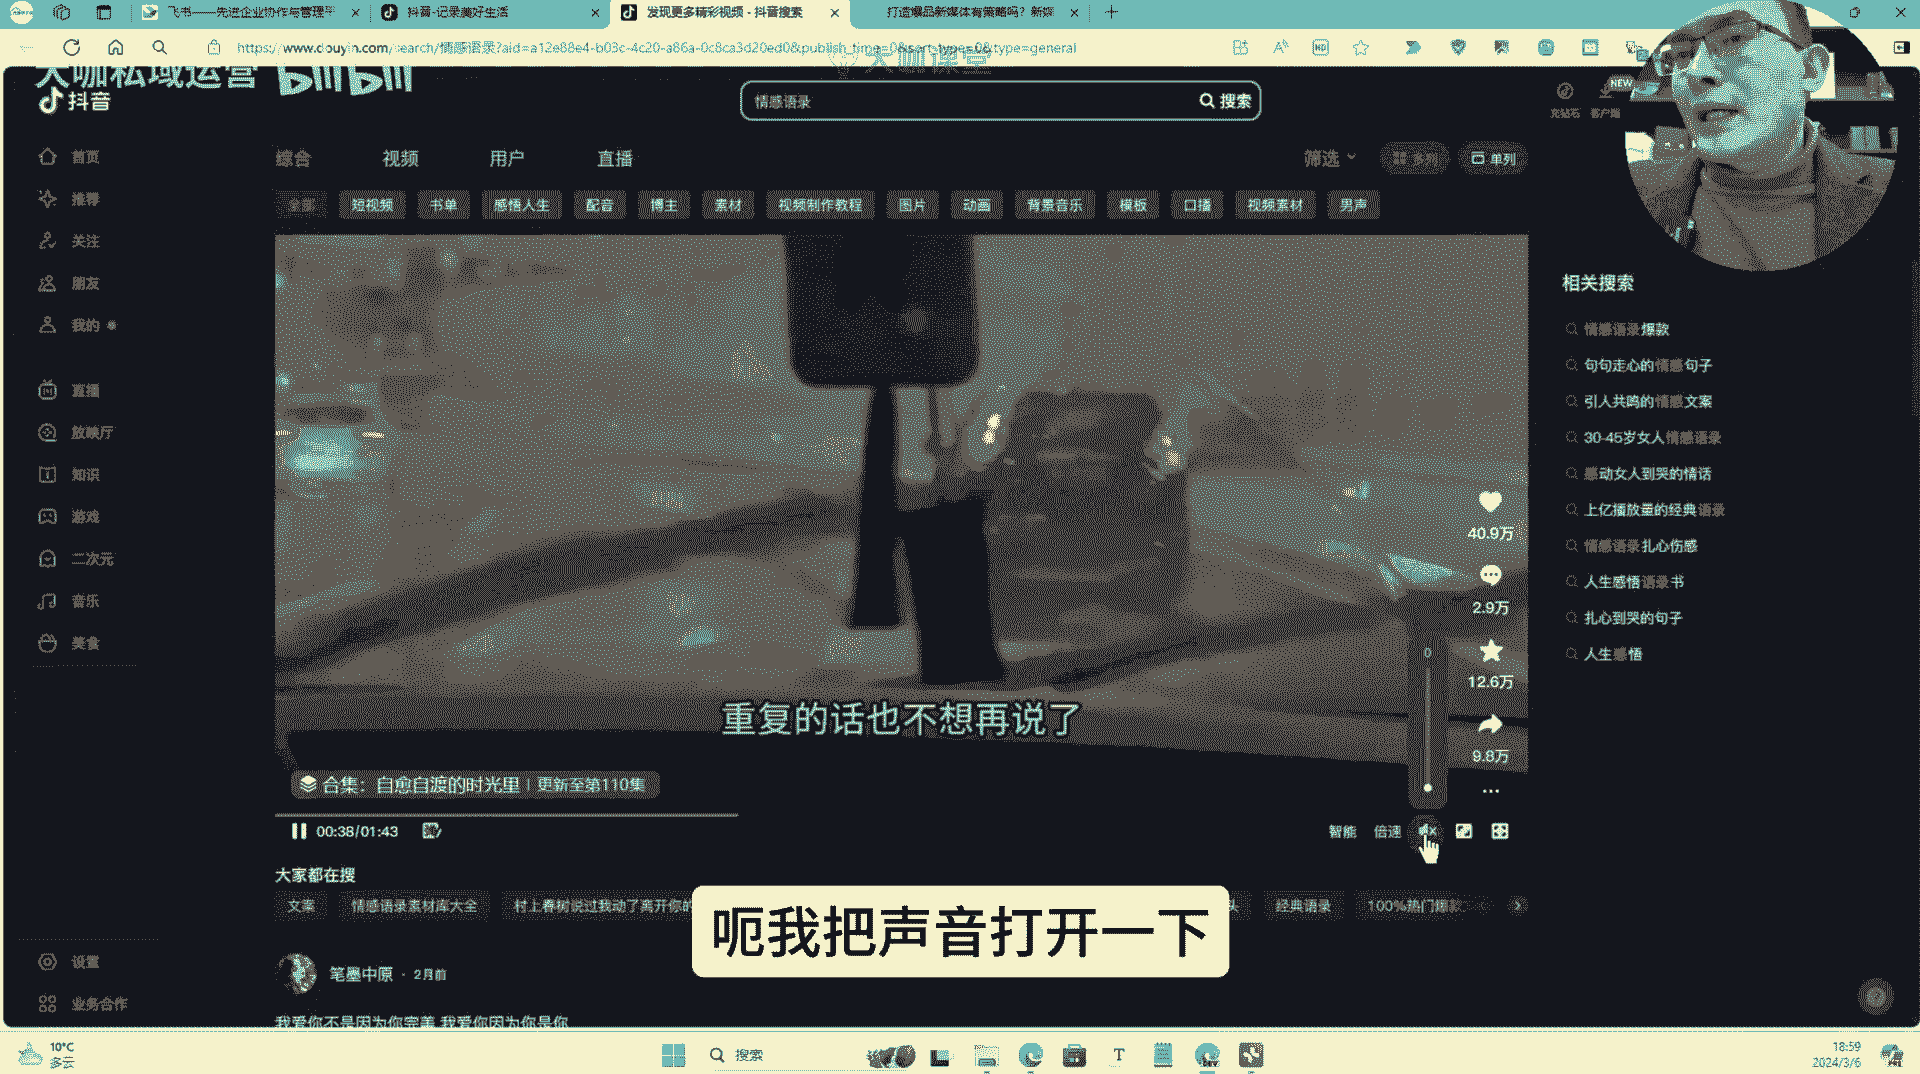 飞书——先进企业协作与管理平
抖音-记录美好生活
发现更多精彩视频 - 抖音搜索
打造爆品新媒体有策略吗？新媒
https://www.douyin.com/search/情感语录?aid=a12e88e4-b03c-4c20-a86a-0c8ca3d20ed0&publish_time=0&sort_type=0&type=general
大咖私域运营 bilibili
大咖课堂
抖音
情感语录
搜索
充钻石
客户端
NEW
首页
推荐
关注
朋友
我的
直播
放映厅
知识
游戏
二次元
音乐
美食
设置
业务合作
综合 视频 用户 直播
筛选 多列 单列
全部 短视频 书单 感悟人生 配音 博主 素材 视频制作教程 图片 动画 背景音乐 模板 口播 视频素材 男声
40.9万
2.9万
12.6万
9.8万
0
重复的话也不想再说了
合集：自愈自渡的时光里 | 更新至第110集
00:38/01:43
智能 倍速
大家都在搜
文案 情感语录素材库大全 村上春树说过我动了离开你的
经典语录 100%热门爆款
呃我把声音打开一下
笔墨中原 · 2月前
我爱你不是因为你完美 我爱你因为你是你
相关搜索
情感语录爆款
句句走心的情感句子
引人共鸣的情感文案
30-45岁女人情感语录
感动女人到哭的情话
上亿播放量的经典语录
情感语录扎心伤感
人生感悟语录书
扎心到哭的句子
人生感悟
10°C
多云
搜索
18:59
2024/3/6